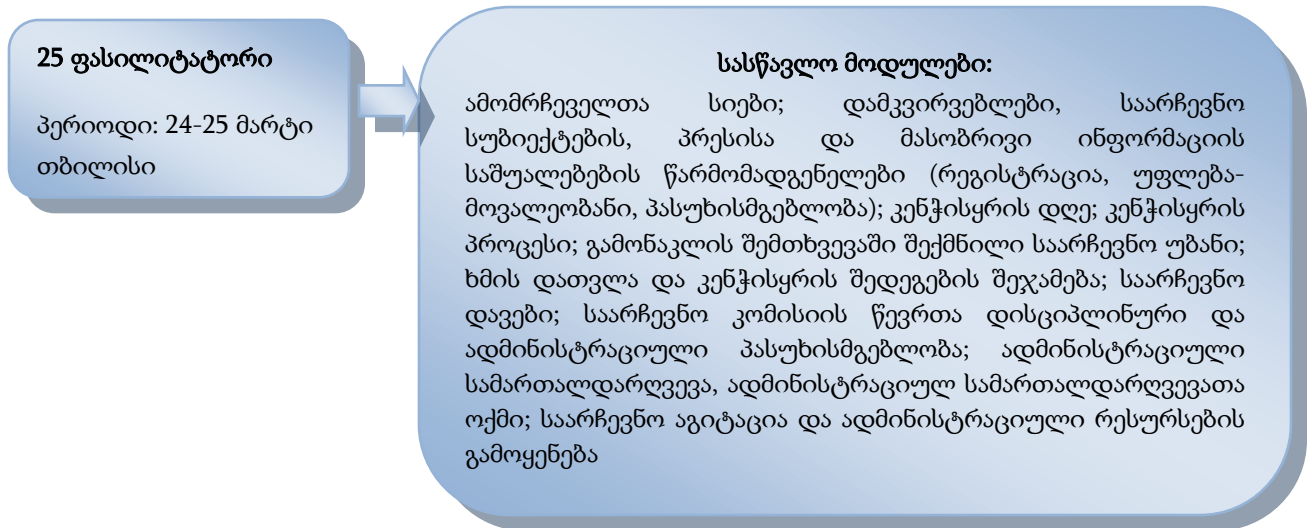 25 ფასილიტატორი
პერიოდი: 24-25 მარტი
თბილისი
სასწავლო მოდულები:
ამომრჩეველთა სიები; დამკვირვებლები, საარჩევნო
სუბიექტების, პრესისა და მასობრივი ინფორმაციის
საშუალებების წარმომადგენელები (რეგისტრაცია, უფლება-
მოვალეობანი, პასუხისმგებლობა); კენჭისყრის დღე; კენჭისყრის
პროცესი; გამონაკლის შემთხვევაში შექმნილი საარჩევნო უბანი;
ხმის დათვლა და კენჭისყრის შედეგების შეჯამება; საარჩევნო
დავები; საარჩევნო კომისიის წევრთა დისციპლინური და
ადმინისტრაციული პასუხისმგებლობა; ადმინისტრაციული
სამართალდარღვევა, ადმინისტრაციულ სამართალდარღვევათა
ოქმი; საარჩევნო აგიტაცია და ადმინისტრაციული რესურსების
გამოყენება